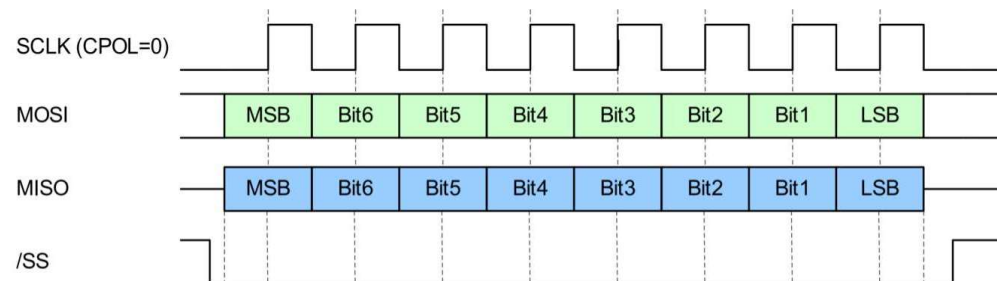 SCLK (CPOL=0)
MOSI MSB Bit6 Bit5 Bit4 Bit3 Bit2 Bit1 LSB
MISO MSB Bit6 Bit5 Bit4 Bit3 Bit2 Bit1 LSB
/SS